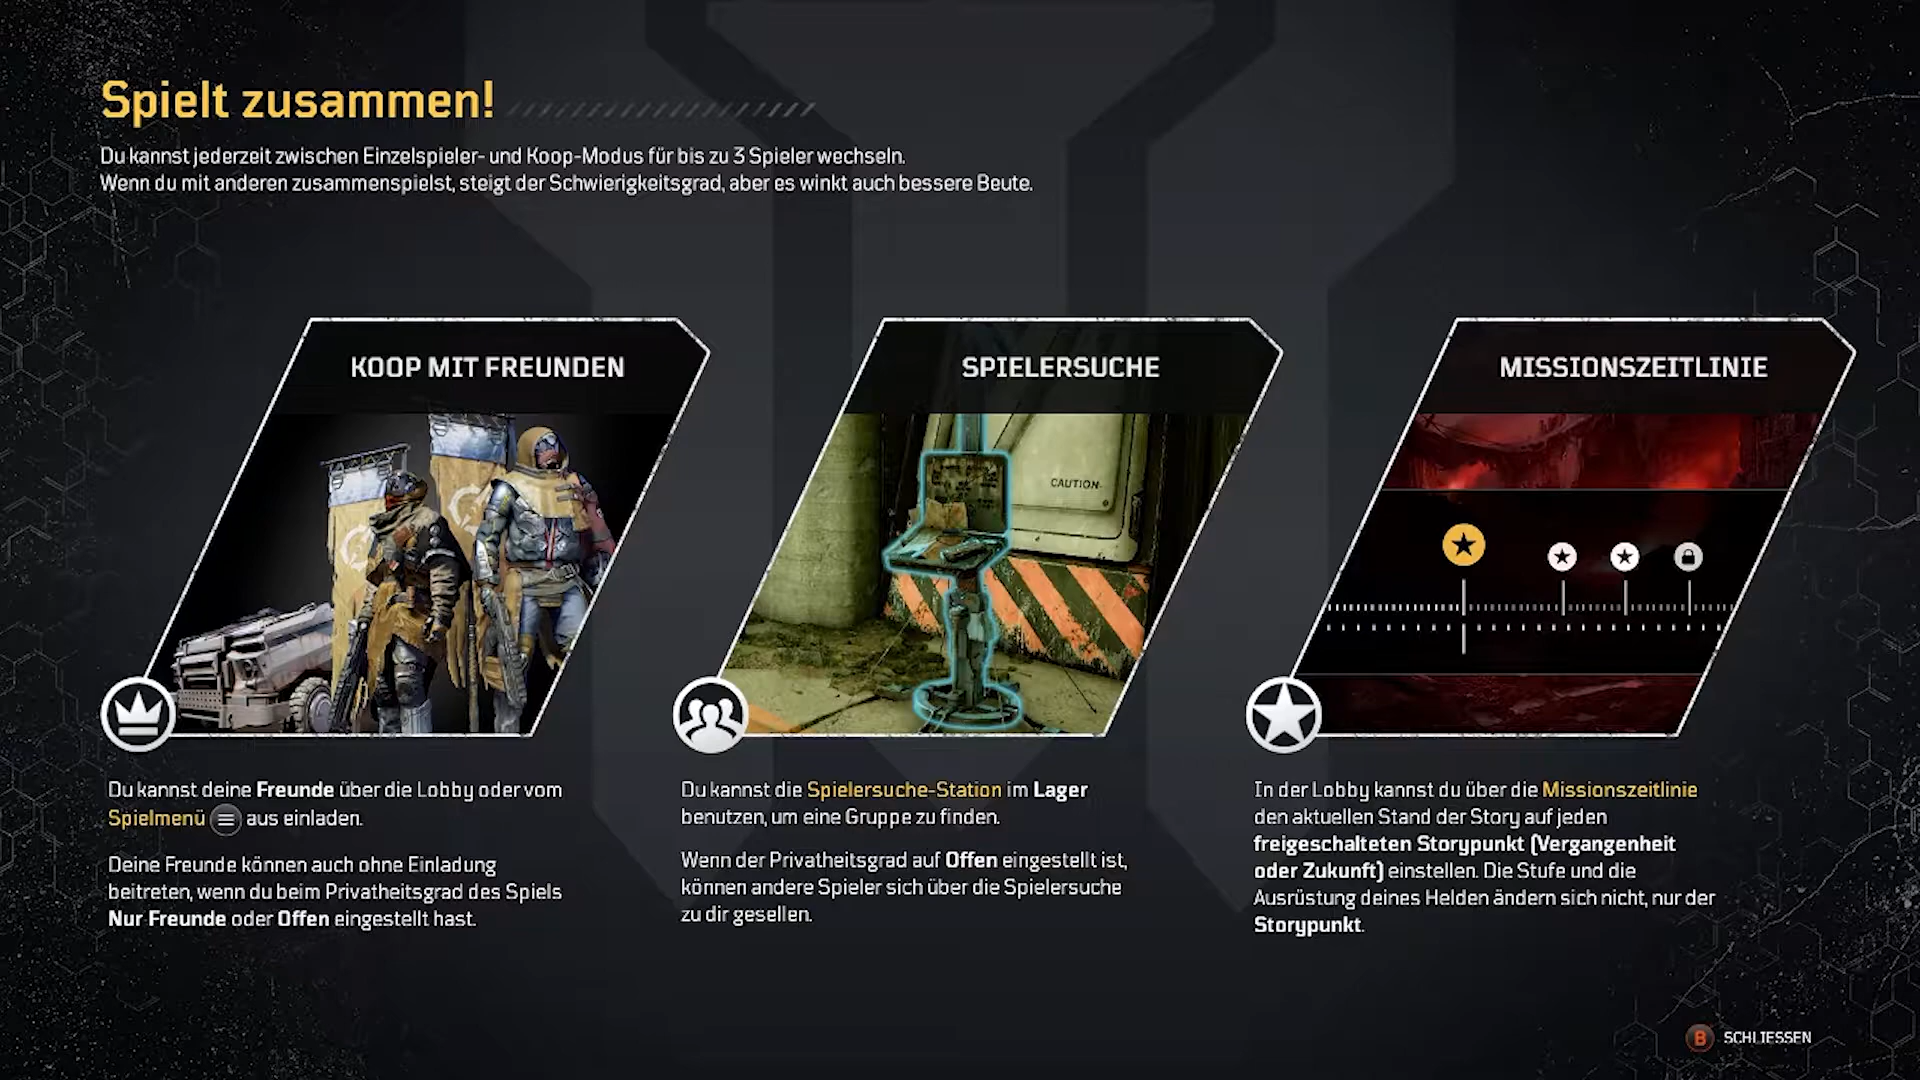 Spielt zusammen!
Du kannst jederzeit zwischen Einzelspieler- und Koop-Modus für bis zu 3 Spieler wechseln.
Wenn du mit anderen zusammenspielst, steigt der Schwierigkeitsgrad, aber es winkt auch bessere Beute.
KOOP MIT FREUNDEN
Du kannst deine Freunde über die Lobby oder vom
Spielmenü aus einladen.
Deine Freunde können auch ohne Einladung
beitreten, wenn du beim Privatheitsgrad des Spiels
Nur Freunde oder Offen eingestellt hast.
SPIELERSUCHE
CAUTION
Du kannst die Spielersuche-Station im Lager
benutzen, um eine Gruppe zu finden.
Wenn der Privatheitsgrad auf Offen eingestellt ist,
können andere Spieler sich über die Spielersuche
zu dir gesellen.
MISSIONSZEITLINIE
In der Lobby kannst du über die Missionszeitlinie
den aktuellen Stand der Story auf jeden
freigeschalteten Storypunkt (Vergangenheit
oder Zukunft) einstellen. Die Stufe und die
Ausrüstung deines Helden ändern sich nicht, nur der
Storypunkt.
B SCHLIESSEN